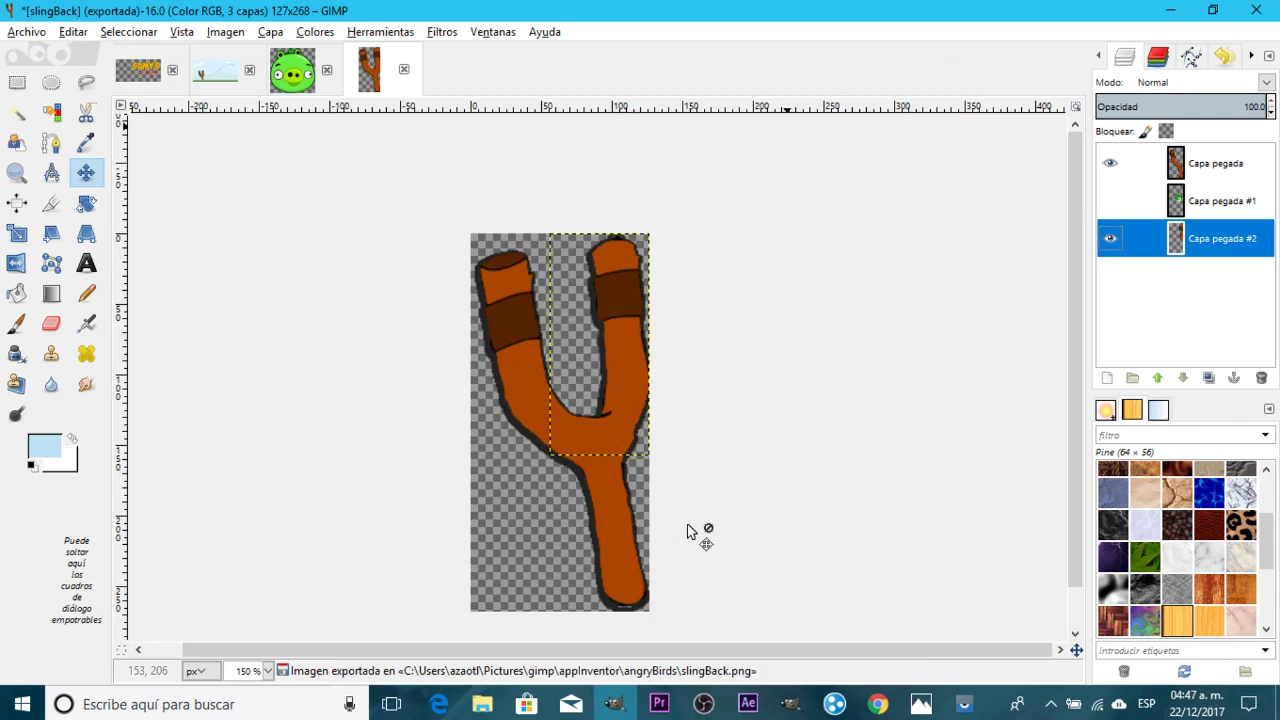 *[slingBack] (exportada)-16.0 (Color RGB, 3 capas) 127x268 – GIMP
Archivo Editar Seleccionar Vista Imagen Capa Colores Herramientas Filtros Ventanas Ayuda
Modo: Normal
Opacidad 100.0
Bloquear:
Capa pegada
Capa pegada #1
Capa pegada #2
filtro
Pine (64 × 56)
Puede
soltar
aquí
los
cuadros
de
diálogo
empotrables
introducir etiquetas
153, 206 px 150 % Imagen exportada en «C:\Users\azaotl\Pictures\gimp\appInventor\angryBirds\slingBack.png»
Escribe aquí para buscar
ESP
04:47 a. m.
22/12/2017